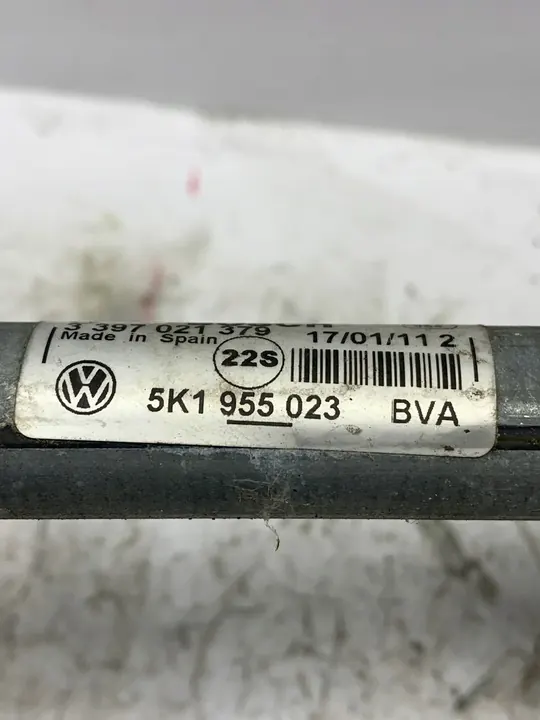 3 397 021 379
Made in Spain
22S
17/01/11 2
5K1 955 023 BVA